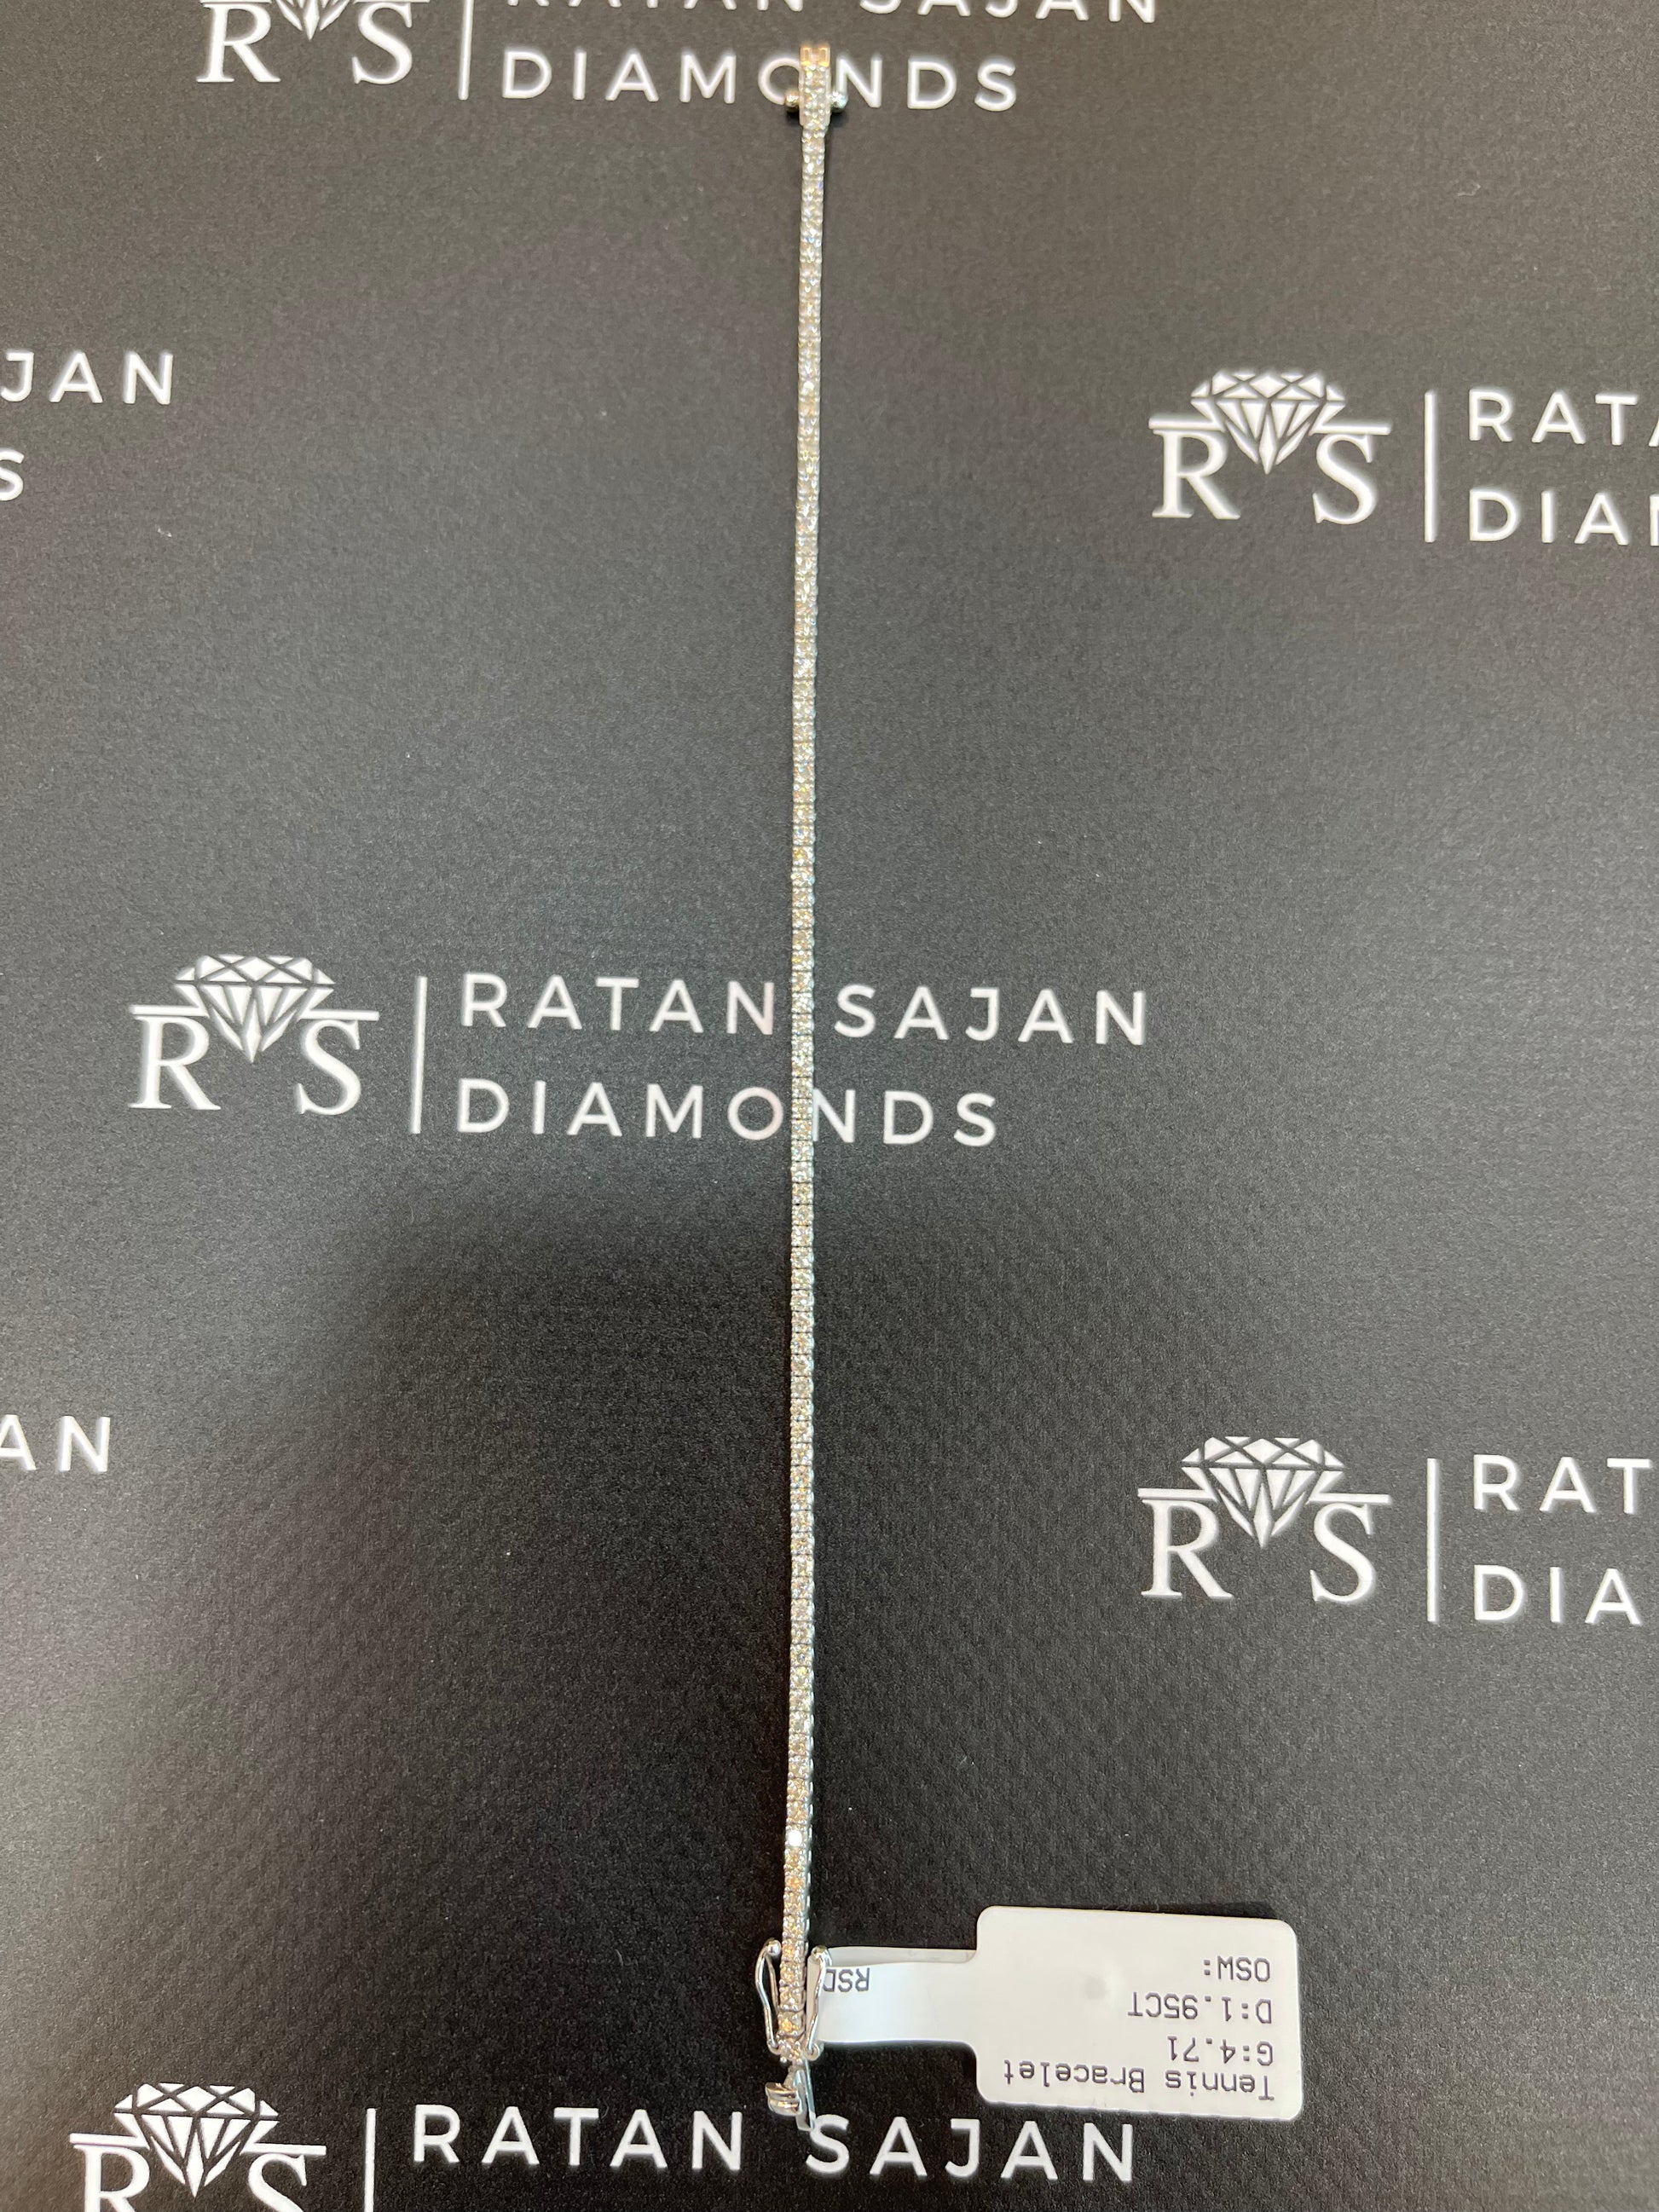 RATAN SAJAN
R S
DIAMONDS
JAN
S
R S
RAT
DIA
R S
RATAN SAJAN
DIAMONDS
AN
R S
RAT
DIA
RSD
Tennis Bracelet
G:4.71
D:1.95CT
OSW:
R S
RATAN SAJAN